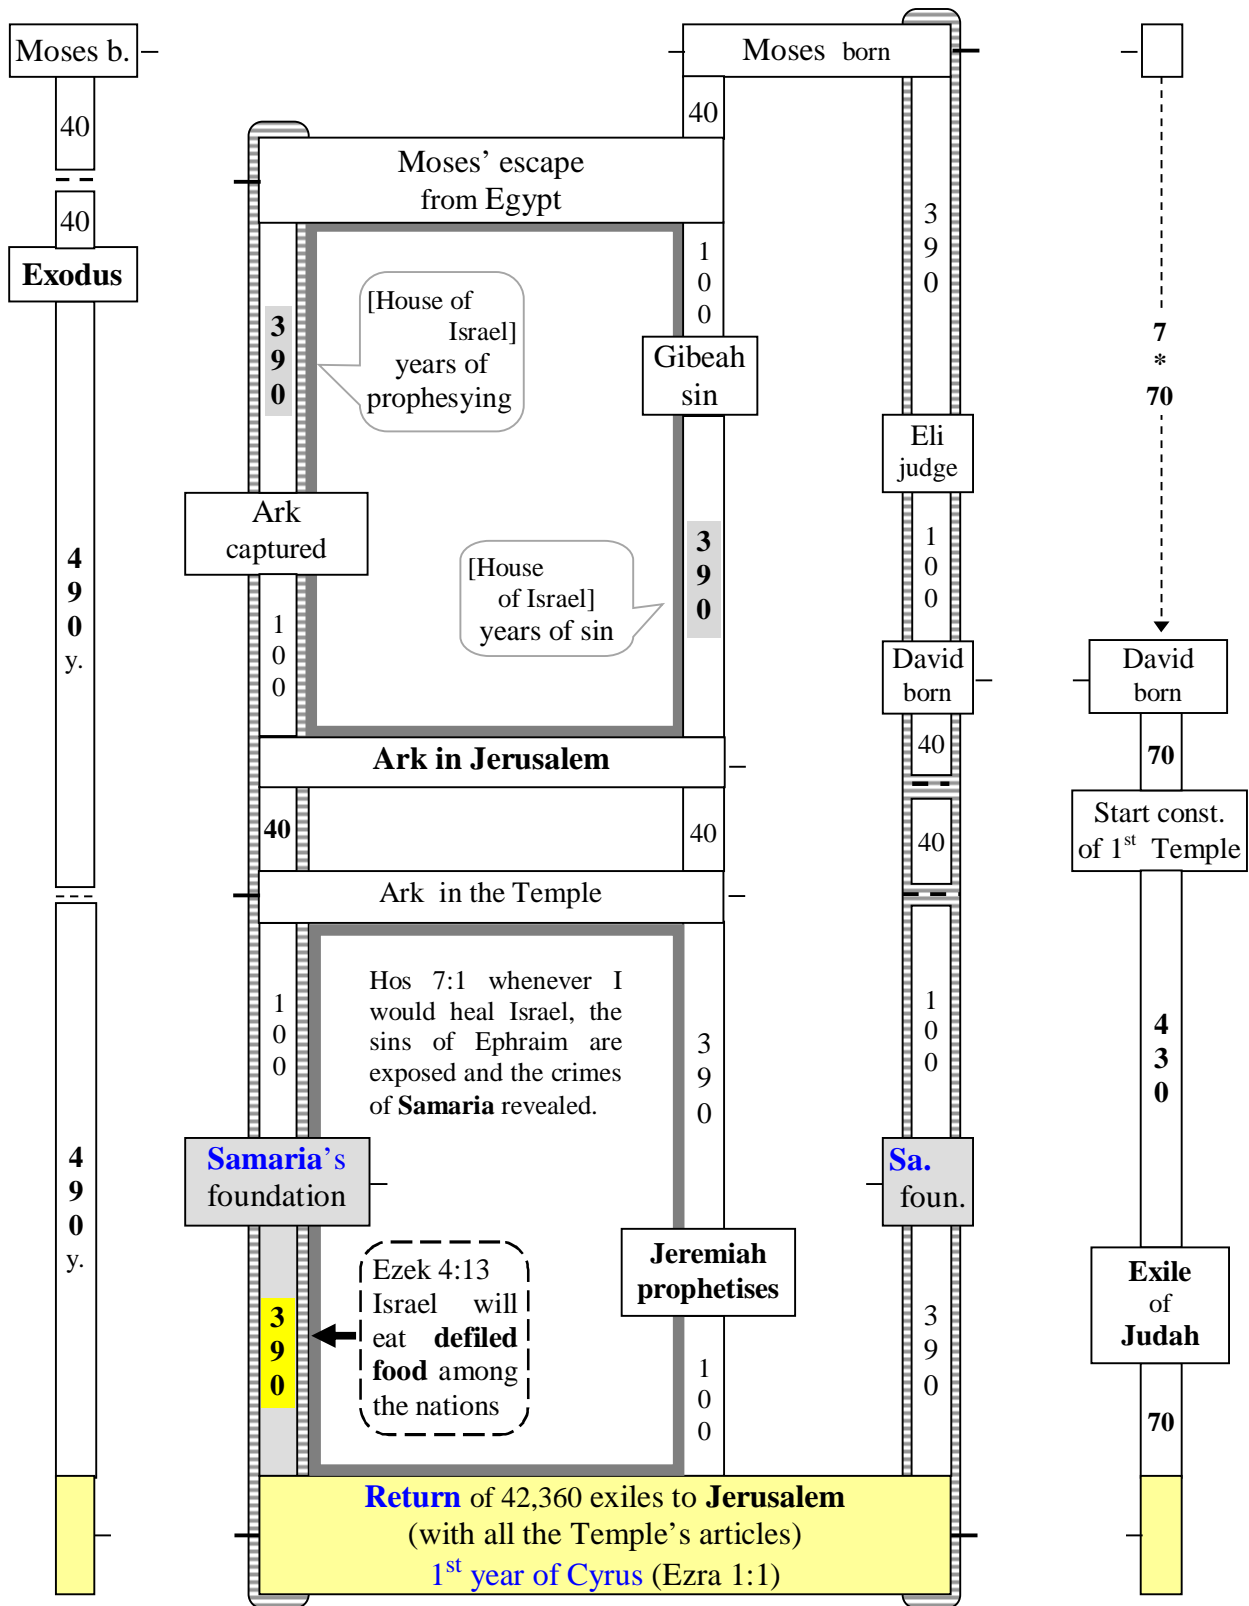 Moses b.
Moses born
40
40
Moses’ escape
from Egypt
40
Exodus
3
9
0
1
0
0
[House of
Israel]
years of
prophesying
3
9
0
7
*
70
Gibeah
sin
Eli
judge
Ark
captured
3
9
0
1
0
0
[House
of Israel]
years of sin
4
9
0
y.
1
0
0
David
born
David
born
Ark in Jerusalem
40
70
40
40
40
Start const.
of 1st Temple
Ark in the Temple
1
0
0
Hos 7:1 whenever I
would heal Israel, the
sins of Ephraim are
exposed and the crimes
of Samaria revealed.
3
9
0
1
0
0
4
3
0
Samaria’s
foundation
Sa.
foun.
4
9
0
y.
Jeremiah
prophetises
Exile
of
Judah
Ezek 4:13
Israel will
eat defiled
food among
the nations
3
9
0
3
9
0
1
0
0
70
Return of 42,360 exiles to Jerusalem
(with all the Temple’s articles)
1st year of Cyrus (Ezra 1:1)